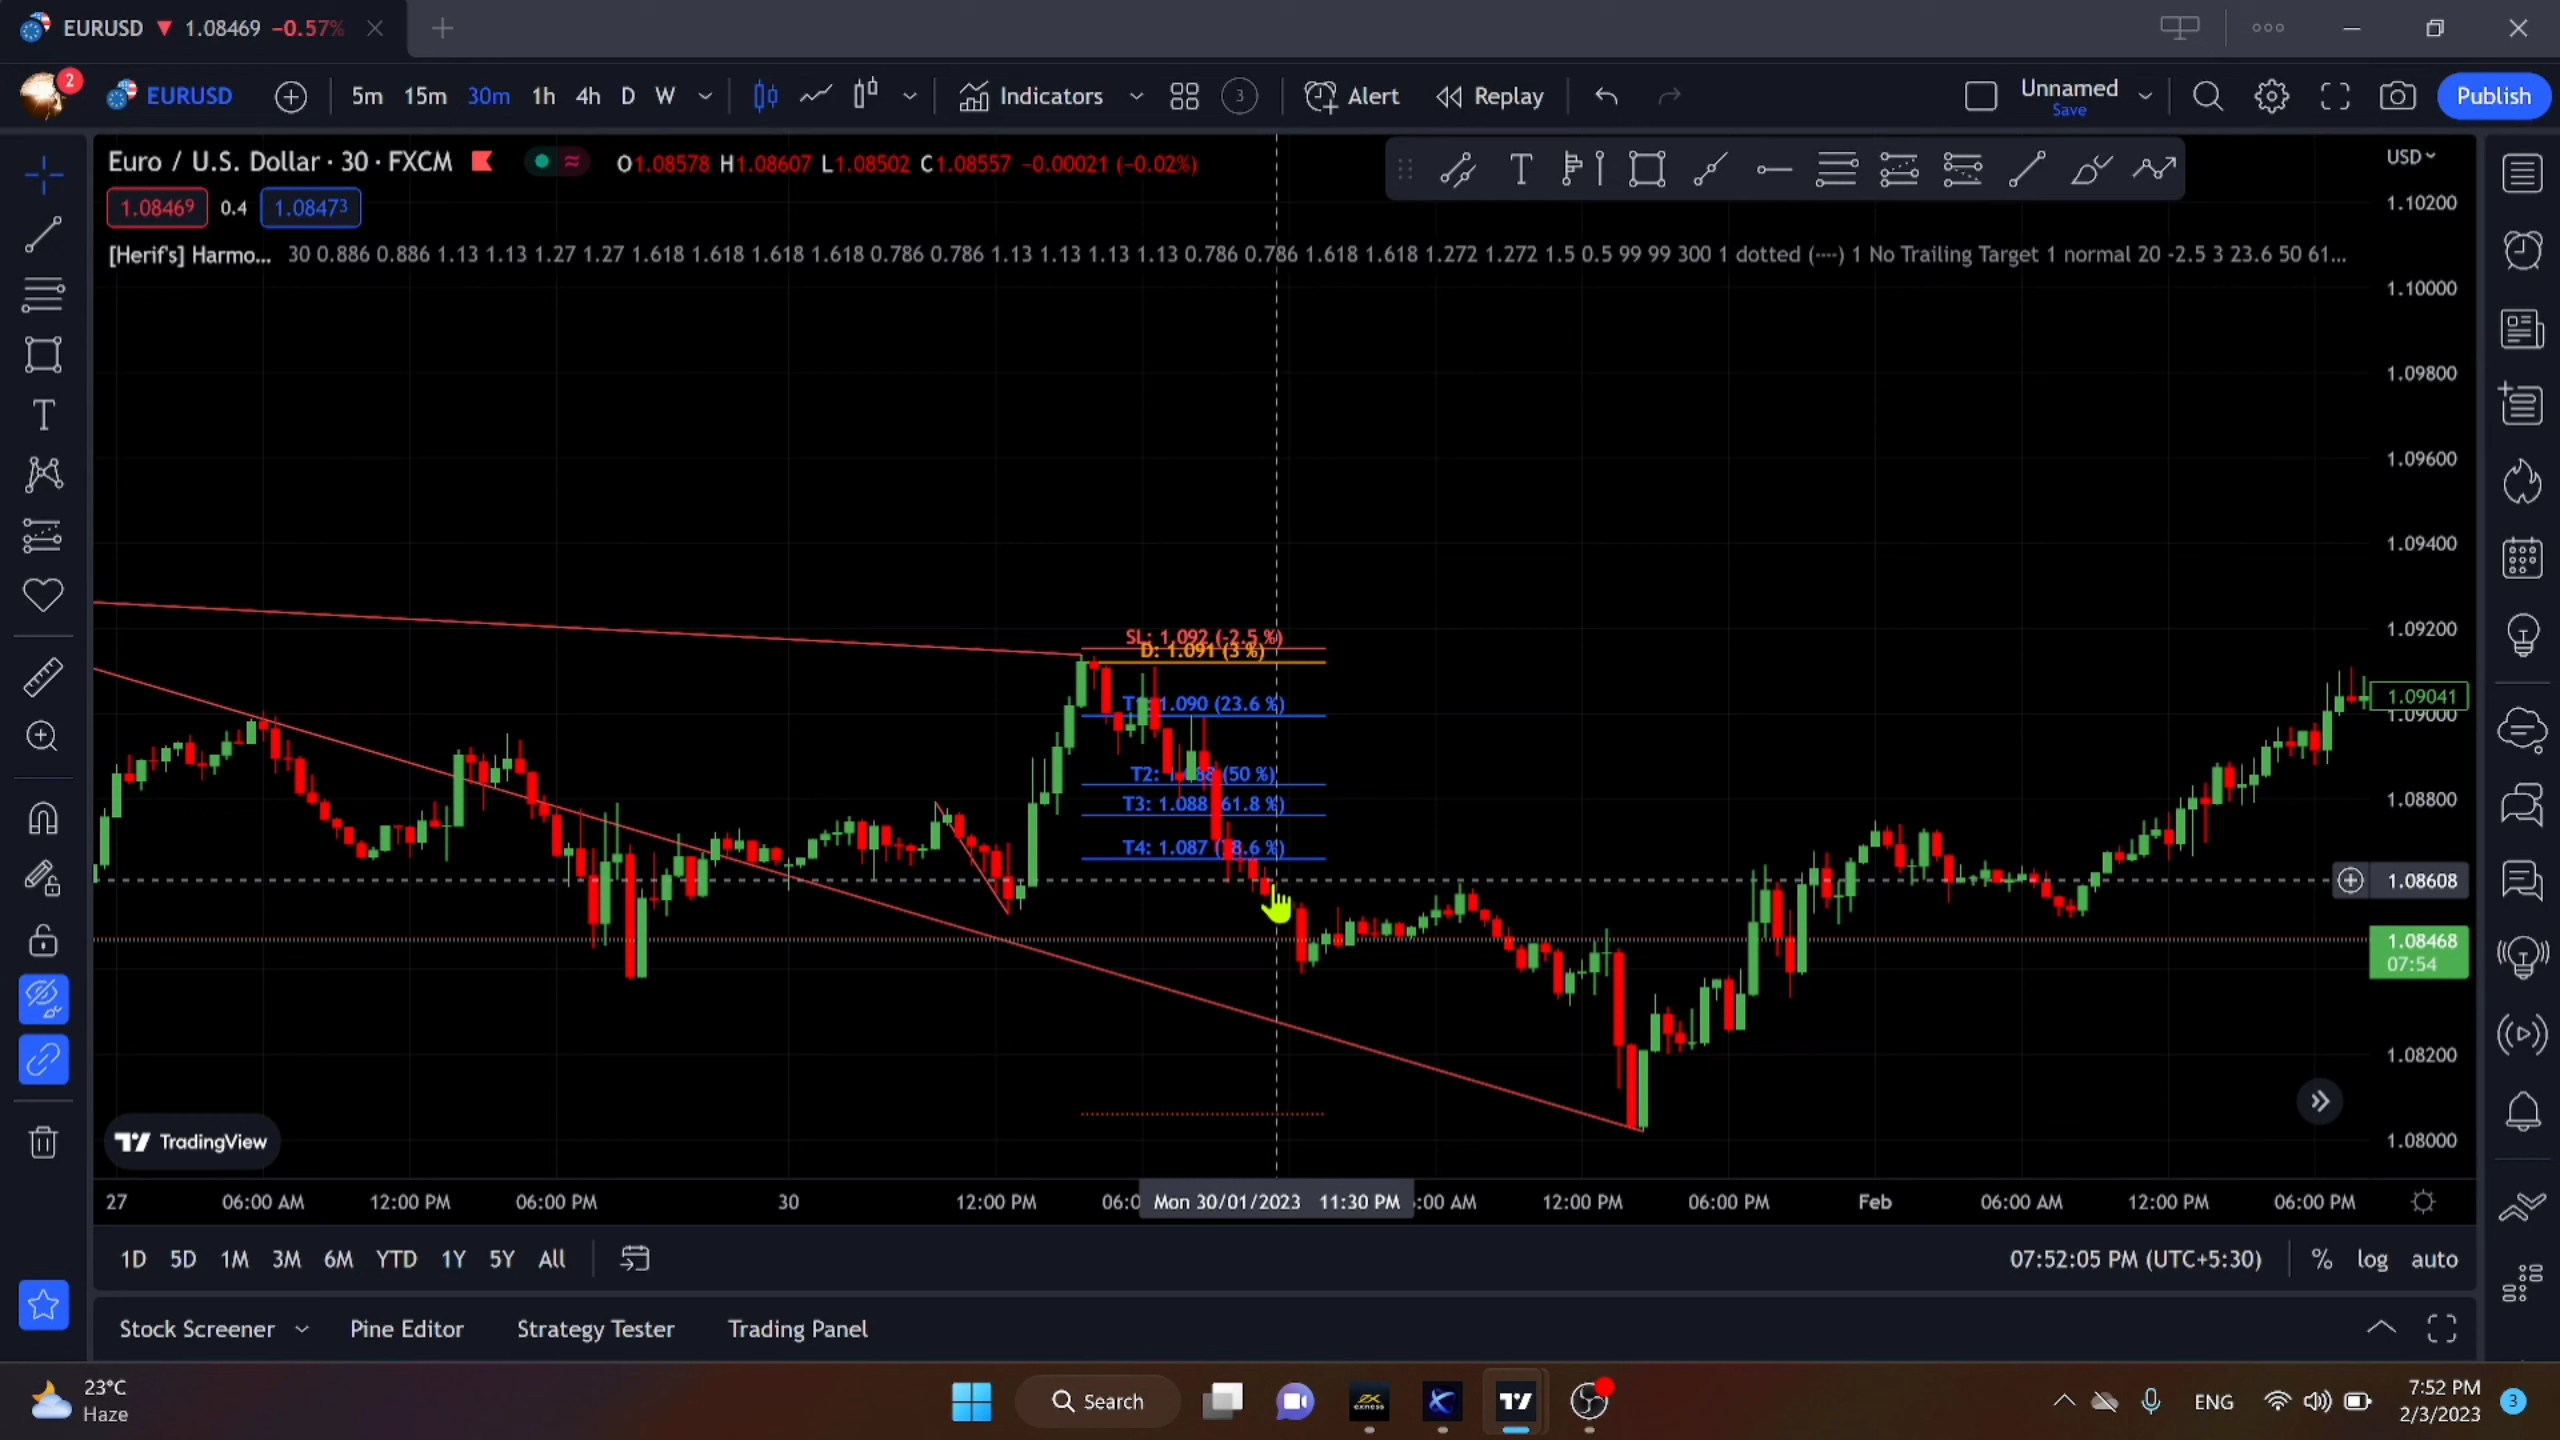 EURUSD ▼ 1.08469 −0.57%
2 EURUSD 5m 15m 30m 1h 4h D W Indicators 3 Alert Replay Unnamed Save Publish
Euro / U.S. Dollar · 30 · FXCM O1.08578 H1.08607 L1.08502 C1.08557 −0.00021 (−0.02%) USD
1.08469 0.4 1.08473
1.10200
[Herif's] Harmo... 30 0.886 0.886 1.13 1.13 1.27 1.27 1.618 1.618 1.618 1.618 0.786 0.786 1.13 1.13 1.13 1.13 0.786 0.786 1.618 1.618 1.272 1.272 1.5 0.5 99 99 300 1 dotted (┈) 1 No Trailing Target 1 normal 20 -2.5 3 23.6 50 61...
1.10000
1.09800
1.09600
1.09400
1.09200
SL: 1.092 (-2.5 %)
D: 1.091 (3 %)
1.09041
1.090 (23.6 %)
1.09000
T2: (50 %)
T3: 1.088 61.8 %)
1.08800
T4: 1.087
1.08608
1.08468
07:54
1.08200
1.08000
TradingView
27 06:00 AM 12:00 PM 06:00 PM 30 12:00 PM 06:0 Mon 30/01/2023 11:30 PM :00 AM 12:00 PM 06:00 PM Feb 06:00 AM 12:00 PM 06:00 PM
1D 5D 1M 3M 6M YTD 1Y 5Y All 07:52:05 PM (UTC+5:30) % log auto
Stock Screener Pine Editor Strategy Tester Trading Panel
23°C
Haze
Search
exness
ENG
7:52 PM
2/3/2023
3